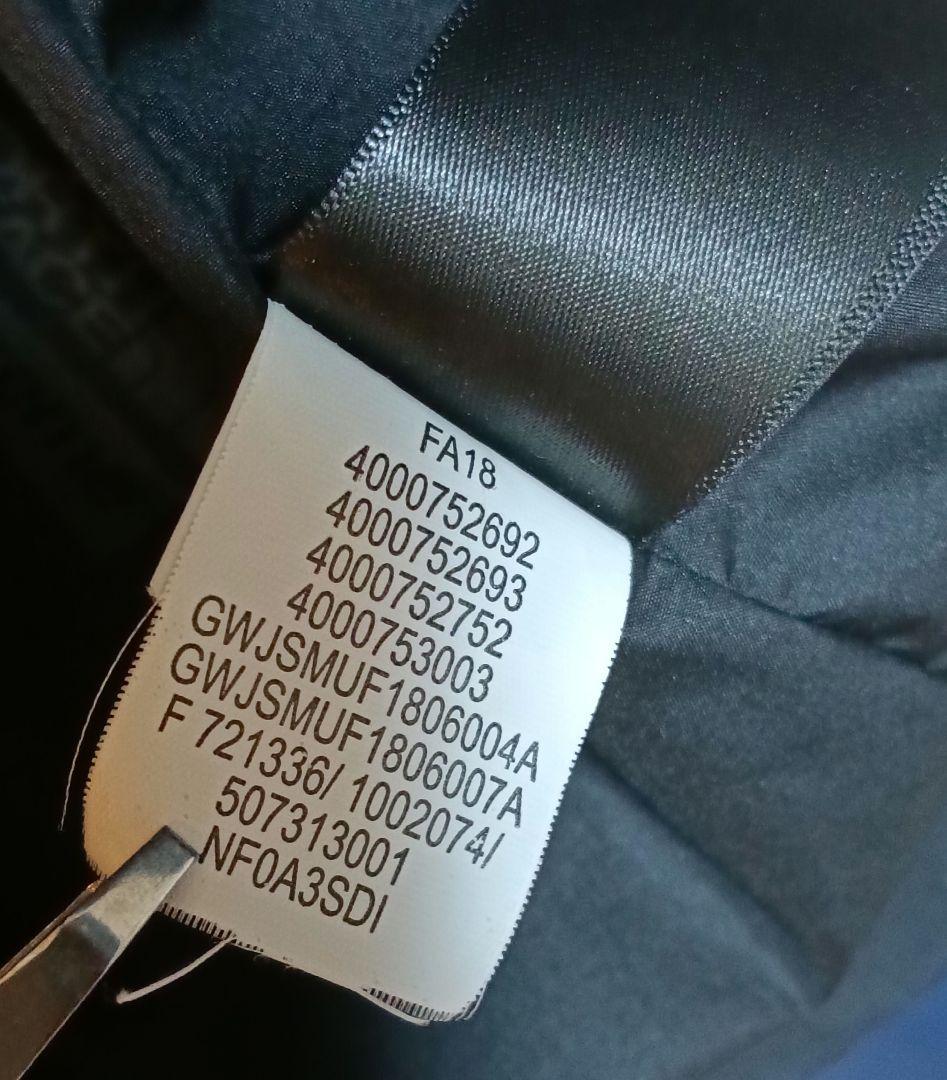 FA18
4000752692
4000752693
4000752752
4000753003
GWJSMUF1806004A
GWJSMUF1806007A
F 721336/ 1002074/
507313001
NF0A3SDI